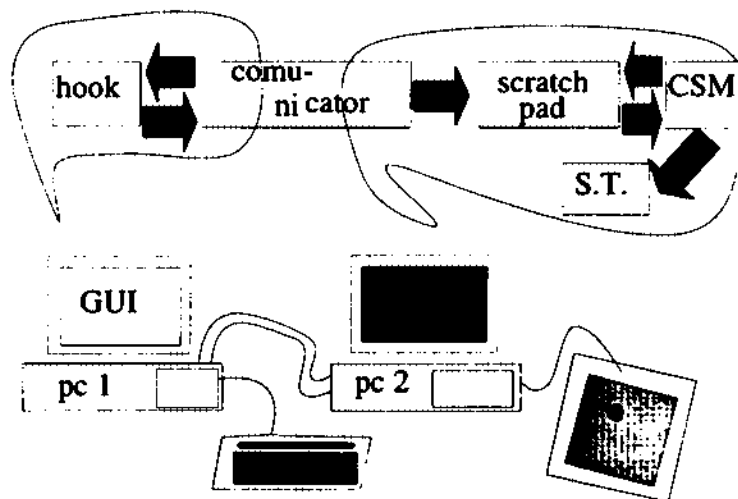 hook
comu-
ni cator
scratch
pad
CSM
S.T.
GUI
pc 1
pc 2